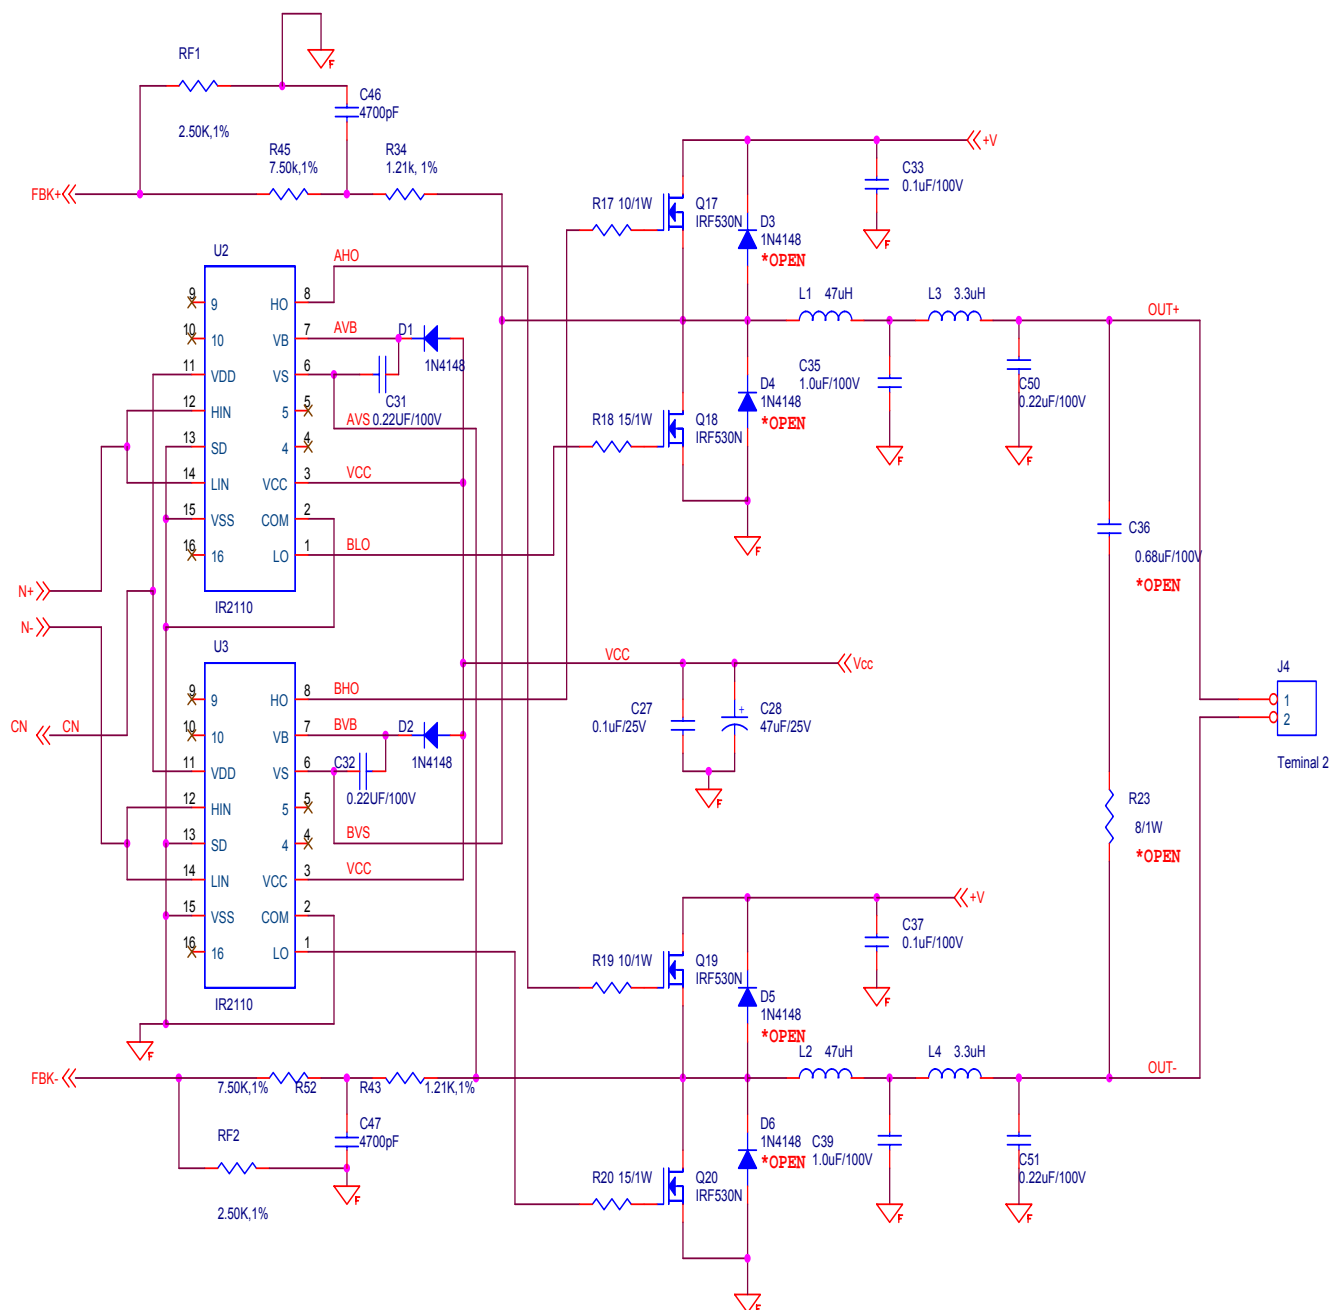 RF1
2.50K,1%
F
C46
4700pF
R45
7.50k,1%
R34
1.21k, 1%
FBK+
+V
C33
0.1uF/100V
F
R17 10/1W
Q17
IRF530N
D3
1N4148
*OPEN
U2
AHO
9
9
HO
8
10
10
VB
7
AVB
D1
1N4148
11
VDD
VS
6
C31
0.22UF/100V
12
HIN
5
5
AVS
13
SD
4
4
14
LIN
VCC
3
VCC
15
VSS
COM
2
16
16
LO
1
BLO
IR2110
L1 47uH
L3 3.3uH
OUT+
C35
1.0uF/100V
F
C50
0.22uF/100V
F
D4
1N4148
*OPEN
R18 15/1W
Q18
IRF530N
F
C36
0.68uF/100V
*OPEN
N+
N-
CN
CN
U3
VCC
Vcc
9
9
HO
8
BHO
10
10
VB
7
BVB
D2
1N4148
11
VDD
VS
6
C32
0.22UF/100V
12
HIN
5
5
13
SD
4
4
BVS
14
LIN
VCC
3
VCC
15
VSS
COM
2
16
16
LO
1
IR2110
F
C27
0.1uF/25V
+
C28
47uF/25V
F
J4
1
2
Teminal 2
R23
8/1W
*OPEN
+V
C37
0.1uF/100V
F
R19 10/1W
Q19
IRF530N
D5
1N4148
*OPEN
L2 47uH
L4 3.3uH
OUT-
FBK-
7.50K,1%
R52
R43
1.21K,1%
RF2
2.50K,1%
C47
4700pF
F
D6
1N4148
*OPEN
C39
1.0uF/100V
F
C51
0.22uF/100V
F
R20 15/1W
Q20
IRF530N
F